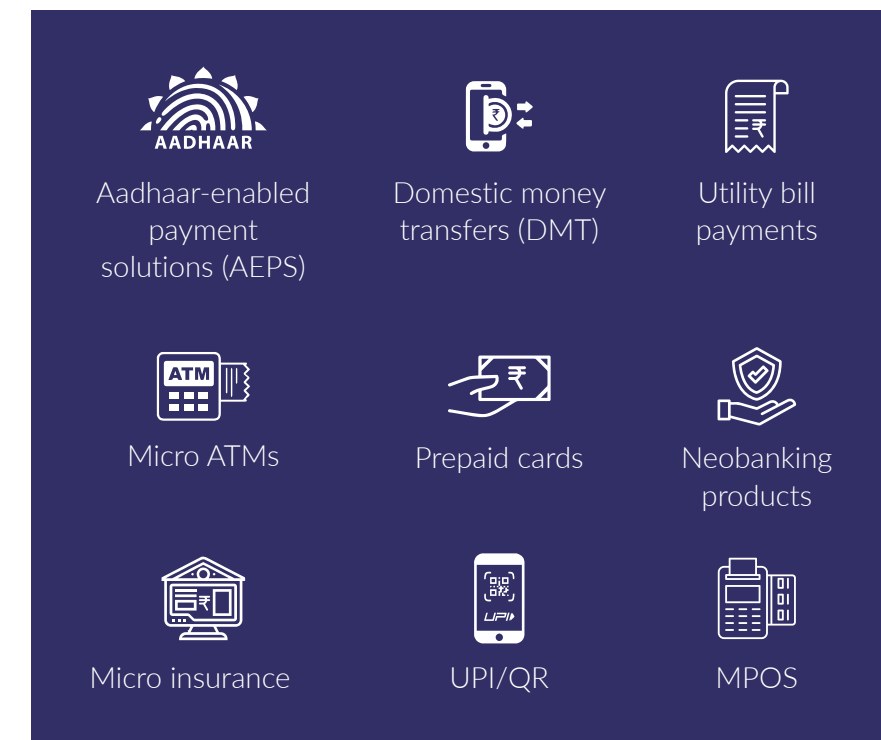 AADHAAR
Aadhaar-enabled
payment
solutions (AEPS)
₹
Domestic money
transfers (DMT)
₹
Utility bill
payments
ATM
Micro ATMs
₹
Prepaid cards
Neobanking
products
₹
Micro insurance
UPI
UPI/QR
MPOS